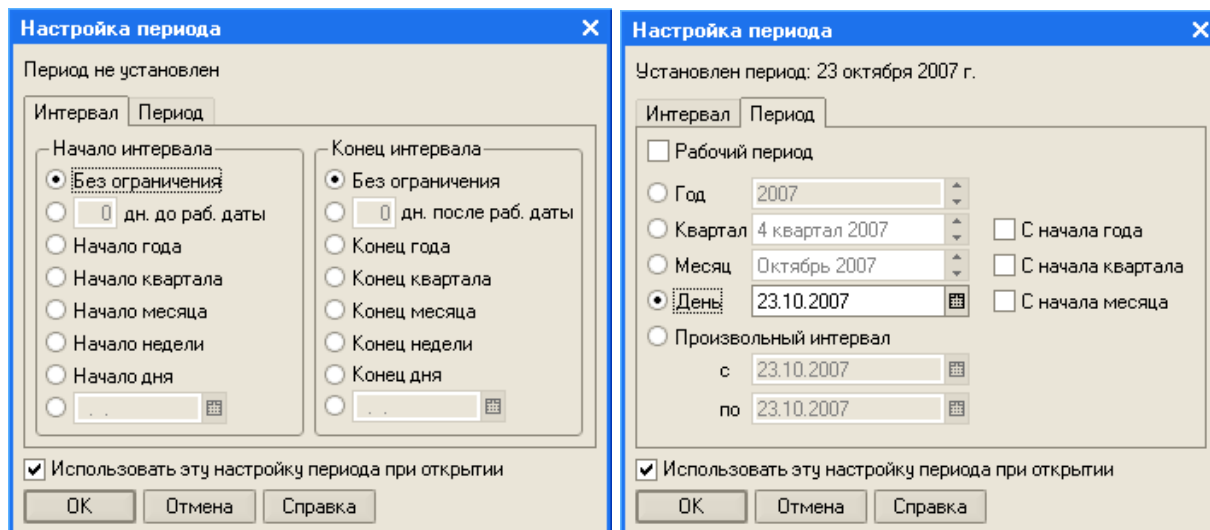 Настройка периода
Период не установлен
Интервал Период
Начало интервала
Без ограничения
0 дн. до раб. даты
Начало года
Начало квартала
Начало месяца
Начало недели
Начало дня
. .
Конец интервала
Без ограничения
0 дн. после раб. даты
Конец года
Конец квартала
Конец месяца
Конец недели
Конец дня
. .
Использовать эту настройку периода при открытии
OK Отмена Справка
Настройка периода
Установлен период: 23 октября 2007 г.
Интервал Период
Рабочий период
Год 2007
Квартал 4 квартал 2007 С начала года
Месяц Октябрь 2007 С начала квартала
День 23.10.2007 С начала месяца
Произвольный интервал
с 23.10.2007
по 23.10.2007
Использовать эту настройку периода при открытии
OK Отмена Справка